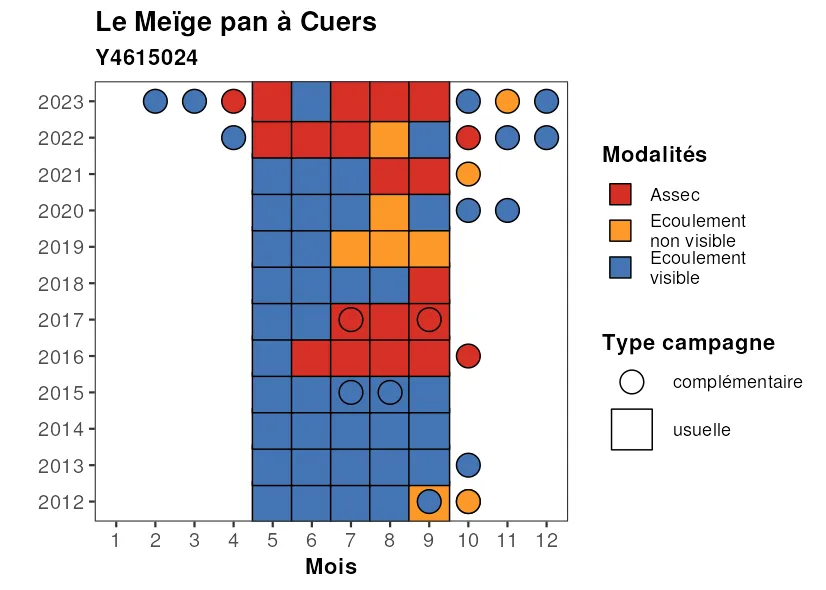 Le Meïge pan à Cuers
Y4615024
2023
2022
2021
2020
2019
2018
2017
2016
2015
2014
2013
2012
1 2 3 4 5 6 7 8 9 10 11 12
Mois
Modalités
Assec
Ecoulement
non visible
Ecoulement
visible
Type campagne
complémentaire
usuelle